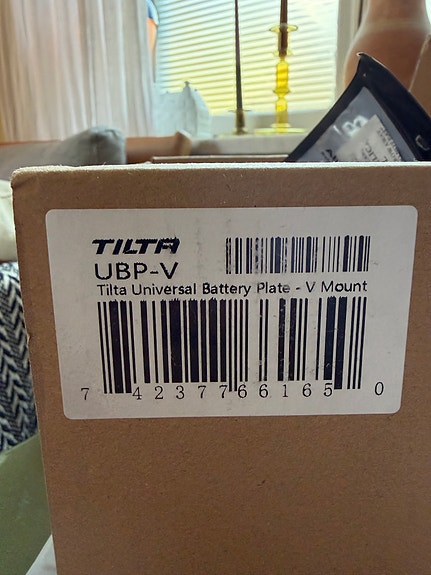 TILTA
UBP-V
Tilta Universal Battery Plate - V Mount
7 42377 66165 0